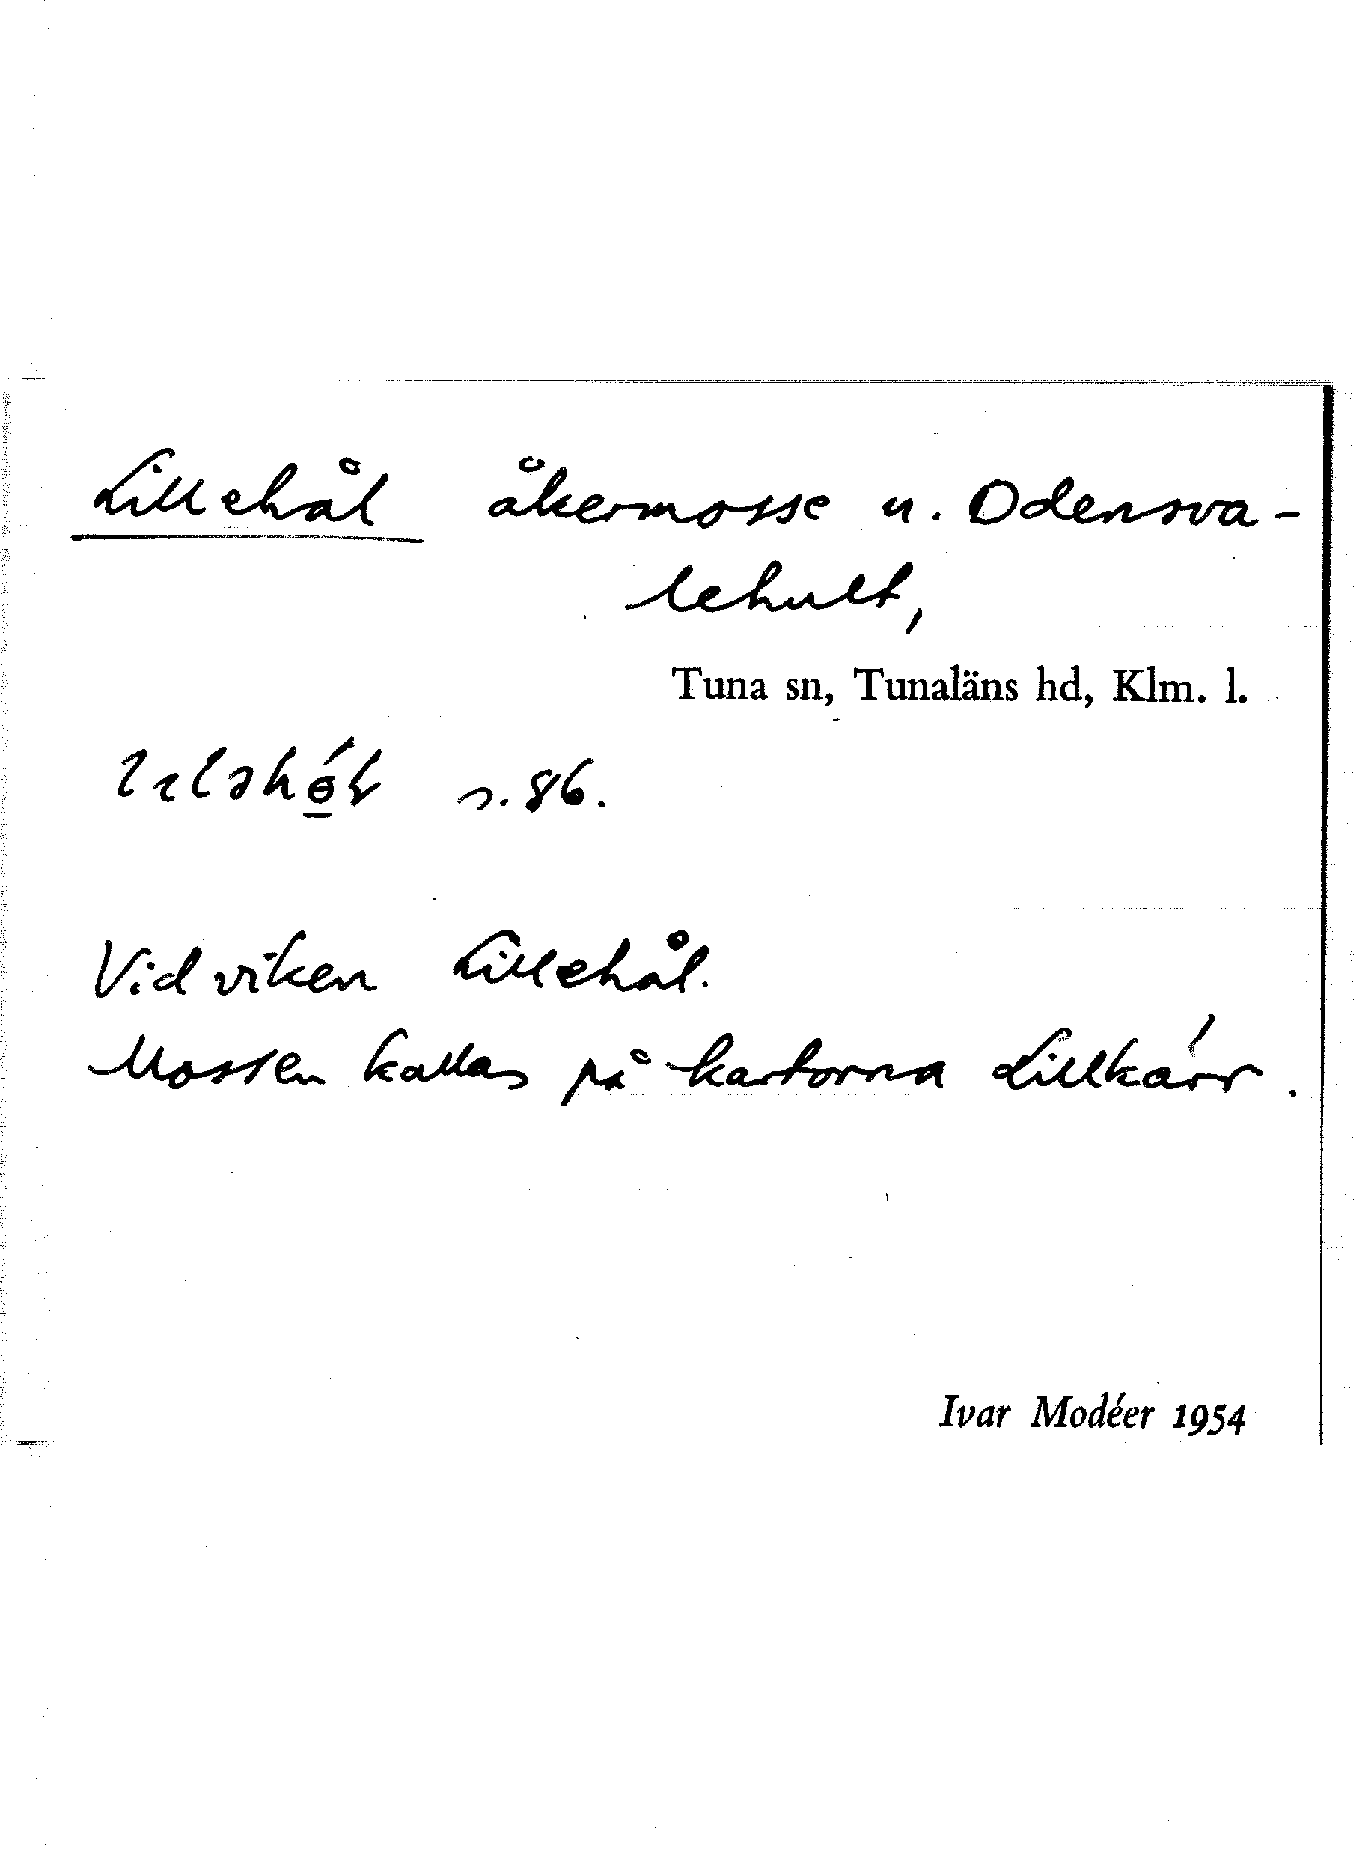 Lillehål åkermosse u. Odensva-
lehult,
Tuna sn, Tunaläns hd, Klm. l.
s. 86.
Vid viken Lillehål.
Mossen kallas på kartorna Lillkärr.
Ivar Modéer 1954